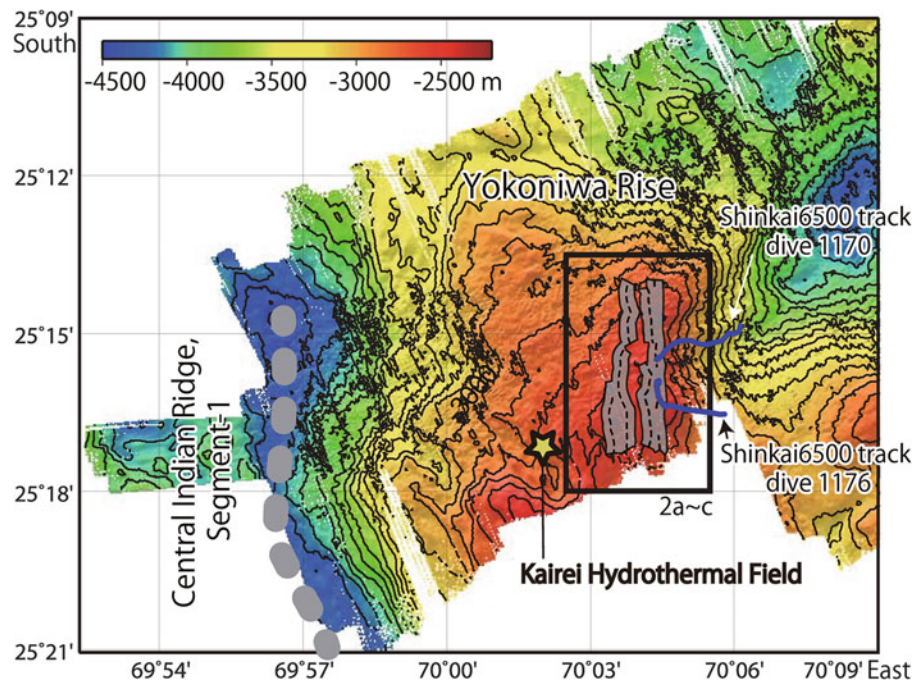 25°09'
South
-4500 -4000 -3500 -3000 -2500 m
25°12'
Yokoniwa Rise
Shinkai6500 track
dive 1170
25°15'
Central Indian Ridge,
Segment-1
25°18'
2a~c
Shinkai6500 track
dive 1176
Kairei Hydrothermal Field
25°21'
69°54' 69°57' 70°00' 70°03' 70°06' 70°09' East